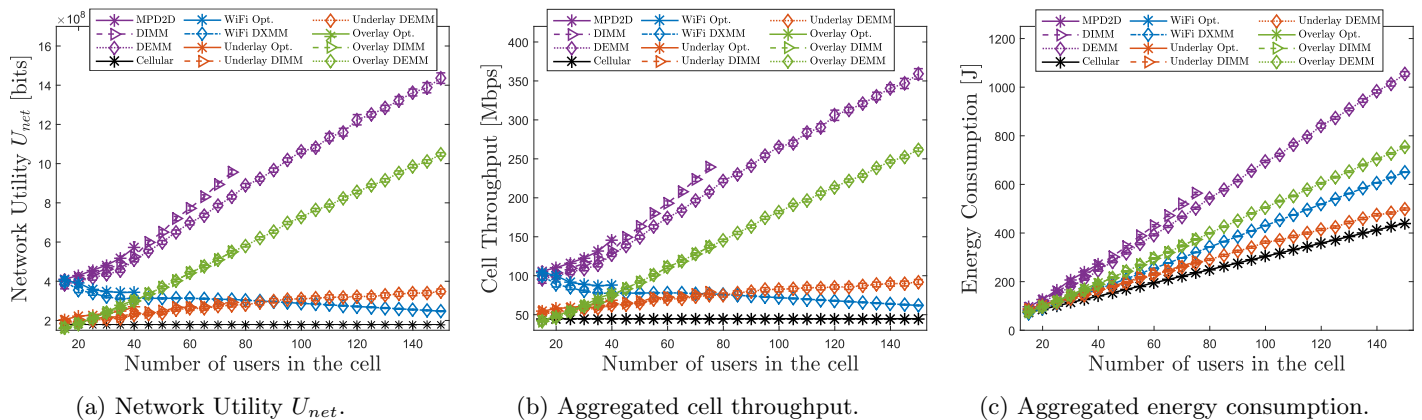 ×10⁸
16
14
12
10
8
6
4
2
Network Utility U_net [bits]
MPD2D
DIMM
DEMM
Cellular
WiFi Opt.
WiFi DXMM
Underlay Opt.
Underlay DIMM
Underlay DEMM
Overlay Opt.
Overlay DIMM
Overlay DEMM
20 40 60 80 100 120 140
Number of users in the cell
(a) Network Utility U_net.
400
350
300
250
200
150
100
50
Cell Throughput [Mbps]
MPD2D
DIMM
DEMM
Cellular
WiFi Opt.
WiFi DXMM
Underlay Opt.
Underlay DIMM
Underlay DEMM
Overlay Opt.
Overlay DIMM
Overlay DEMM
20 40 60 80 100 120 140
Number of users in the cell
(b) Aggregated cell throughput.
1200
1000
800
600
400
200
0
Energy Consumption [J]
MPD2D
DIMM
DEMM
Cellular
WiFi Opt.
WiFi DXMM
Underlay Opt.
Underlay DIMM
Underlay DEMM
Overlay Opt.
Overlay DIMM
Overlay DEMM
20 40 60 80 100 120 140
Number of users in the cell
(c) Aggregated energy consumption.